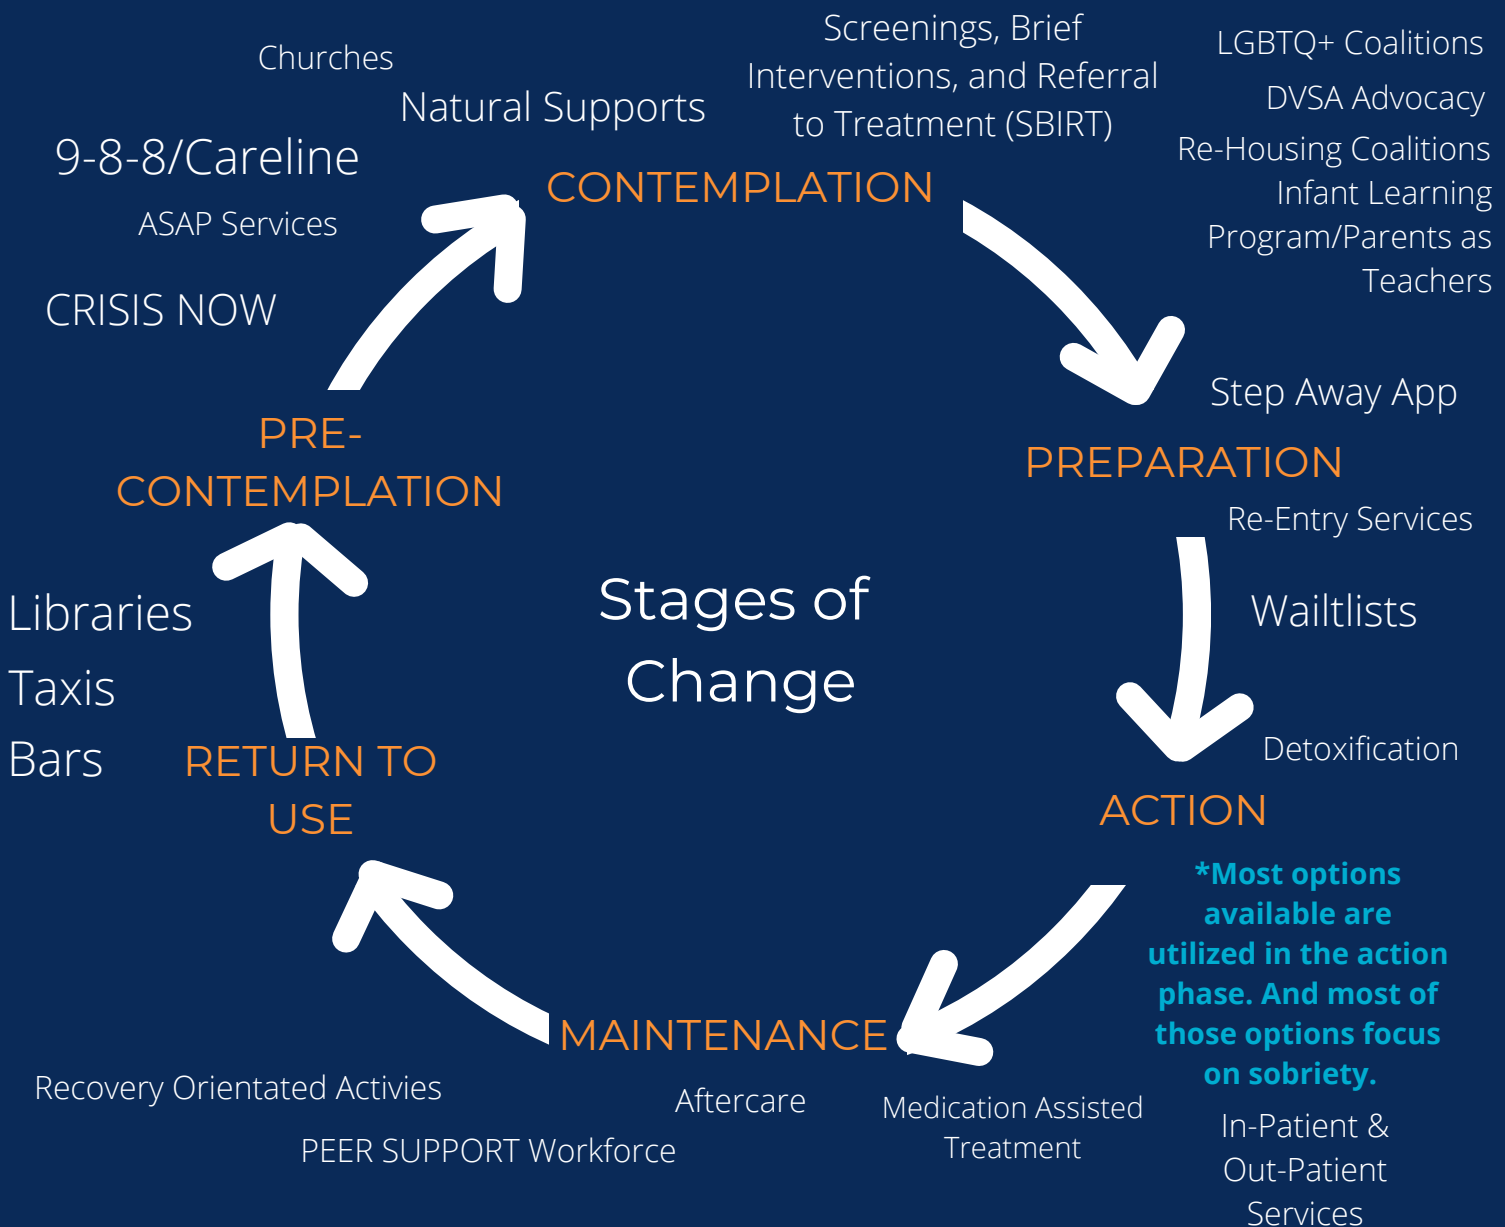 Churches
Natural Supports
9-8-8/Careline
ASAP Services
CRISIS NOW
Screenings, Brief
Interventions, and Referral
to Treatment (SBIRT)
CONTEMPLATION
LGBTQ+ Coalitions
DVSA Advocacy
Re-Housing Coalitions
Infant Learning
Program/Parents as
Teachers
Step Away App
PREPARATION
Re-Entry Services
Wailtlists
Detoxification
ACTION
*Most options
available are
utilized in the action
phase. And most of
those options focus
on sobriety.
In-Patient &
Out-Patient
Services
MAINTENANCE
Medication Assisted
Treatment
Aftercare
PEER SUPPORT Workforce
Recovery Orientated Activies
RETURN TO
USE
Libraries
Taxis
Bars
PRE-
CONTEMPLATION
Stages of
Change